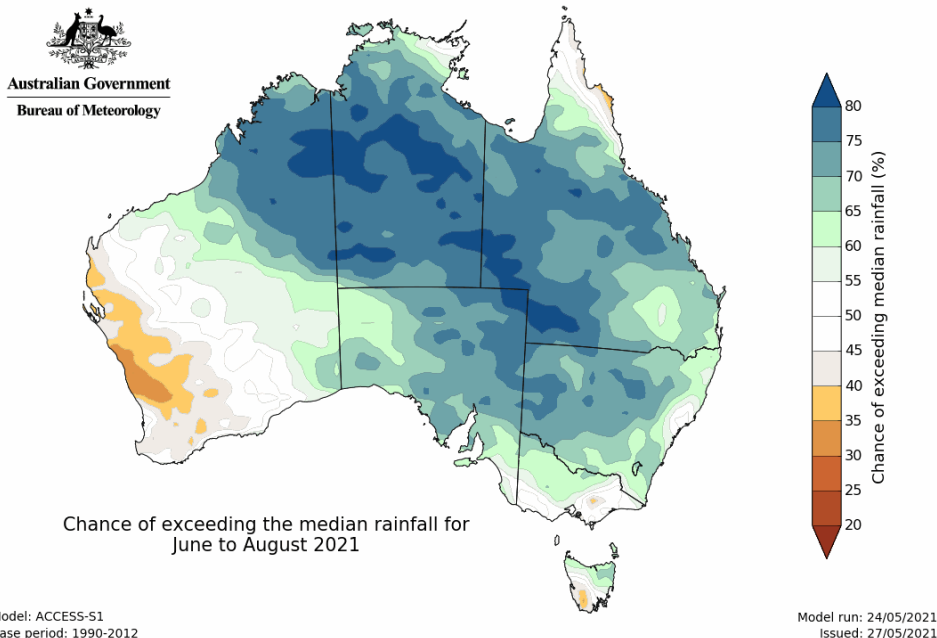 Australian Government
Bureau of Meteorology
80
75
70
65
60
55
50
45
40
35
30
25
20
Chance of exceeding median rainfall (%)
Chance of exceeding the median rainfall for
June to August 2021
odel: ACCESS-S1
ase period: 1990-2012
Model run: 24/05/2021
Issued: 27/05/2021